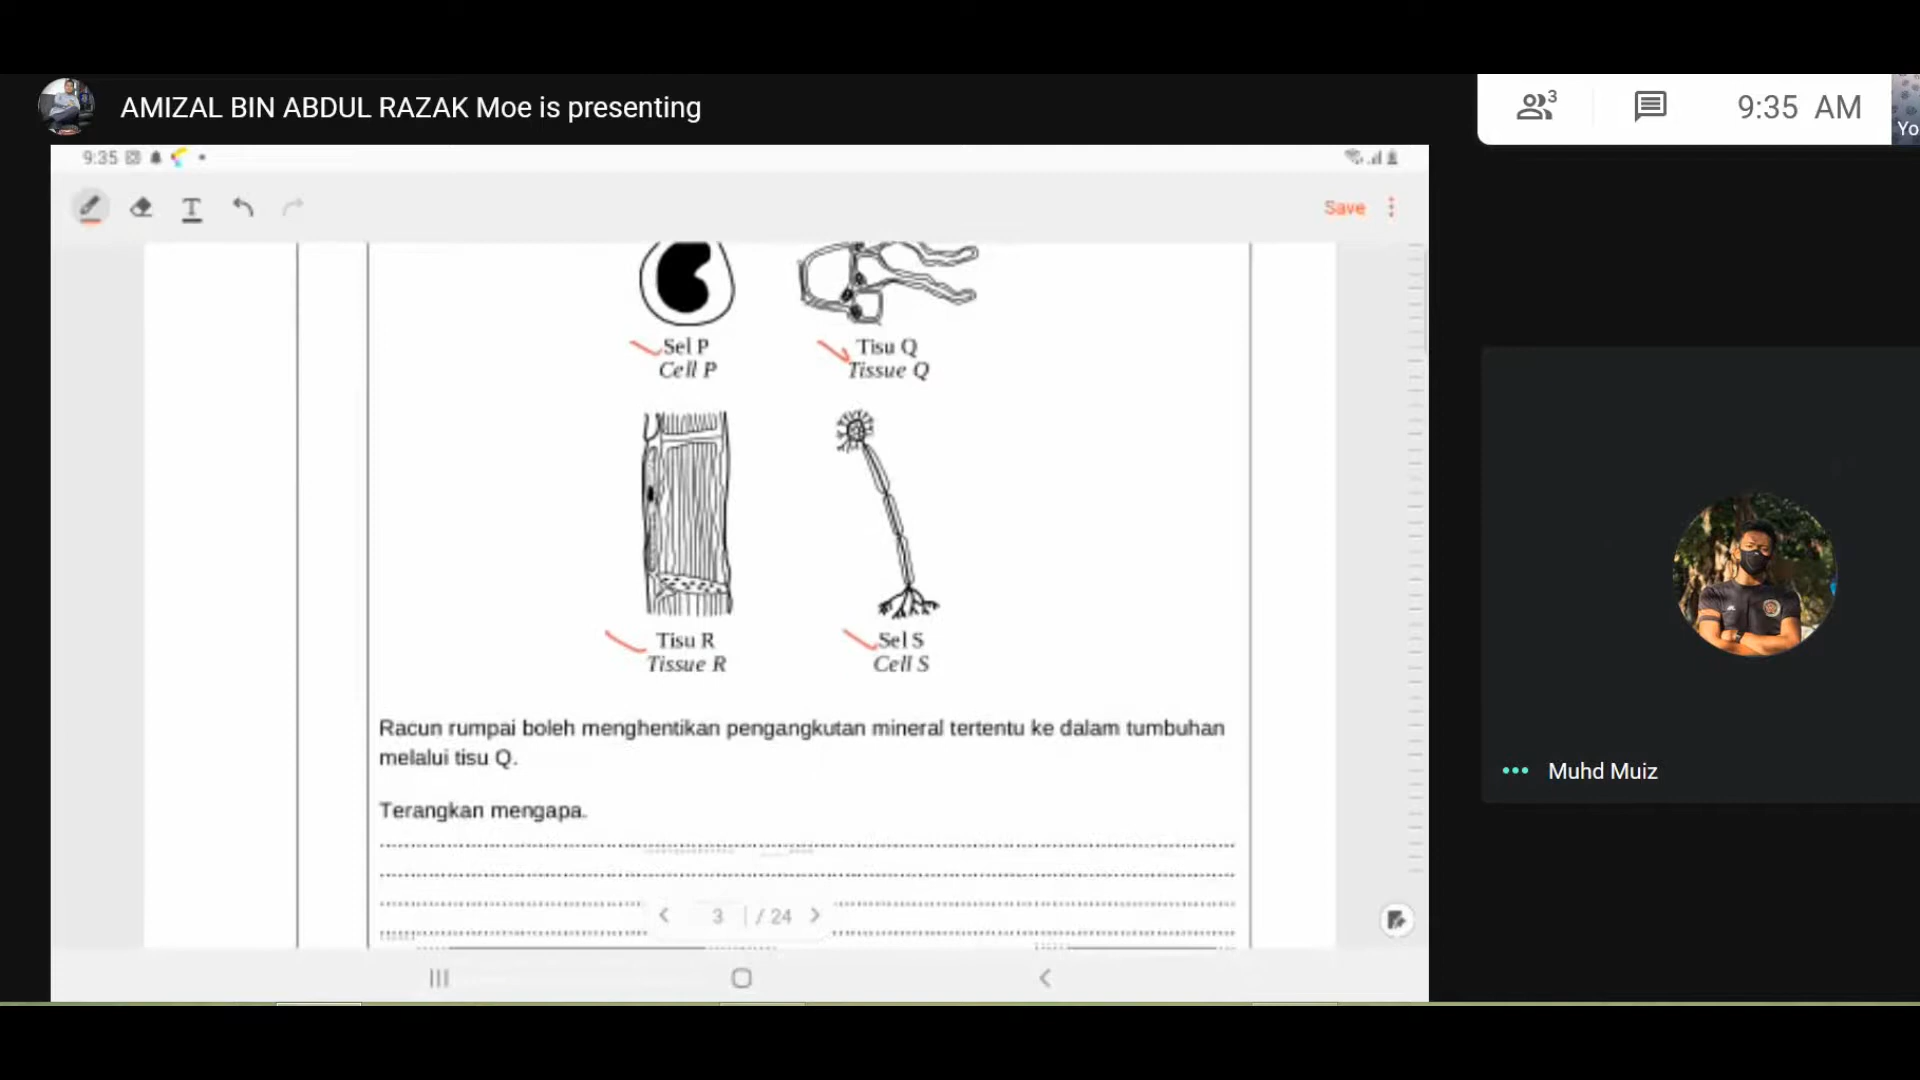 AMIZAL BIN ABDUL RAZAK Moe is presenting
3
9:35 AM
Yo
9:35
T
Save
Sel P
Cell P
Tisu Q
Tissue Q
Tisu R
Tissue R
Sel S
Cell S
Racun rumpai boleh menghentikan pengangkutan mineral tertentu ke dalam tumbuhan
melalui tisu Q.
Terangkan mengapa.
3 / 24
Muhd Muiz